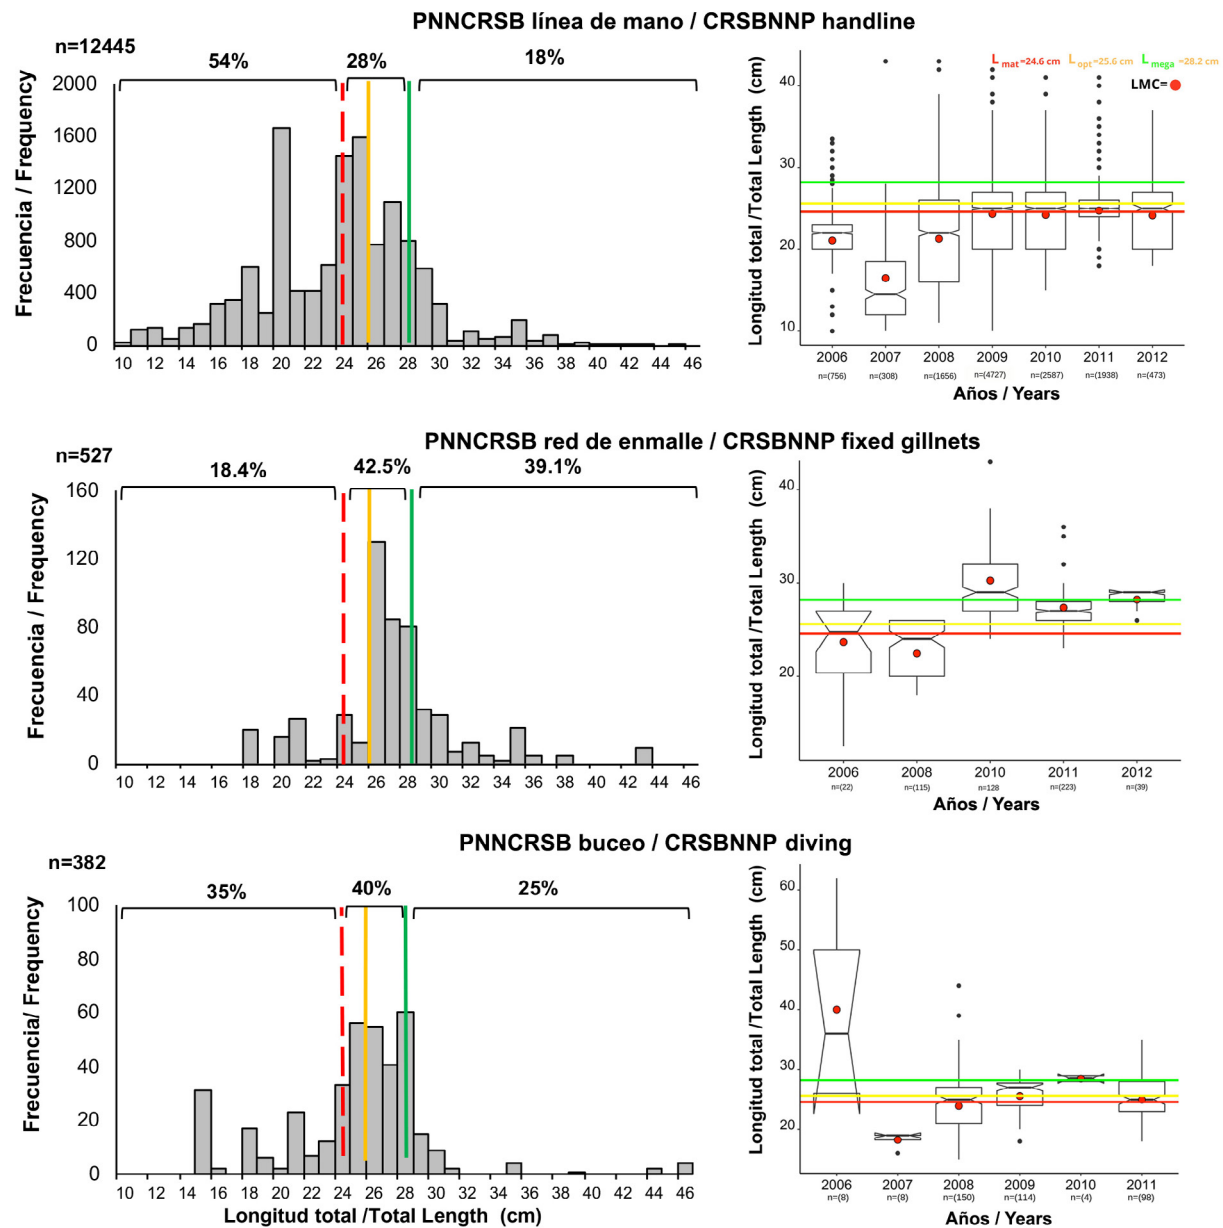 PNNCRSB línea de mano / CRSBNNP handline
n=12445
54%
28%
18%
Frecuencia / Frequency
2000
1600
1200
800
400
0
10 12 14 16 18 20 22 24 26 28 30 32 34 36 38 40 42 44 46
Longitud total /Total Length (cm)
L mat=24.6 cm L opt=25.6 cm L mega =28.2 cm
LMC=
40
30
20
10
2006 2007 2008 2009 2010 2011 2012
n=(756) n=(308) n=(1656) n=(4727) n=(2587) n=(1938) n=(473)
Años / Years
PNNCRSB red de enmalle / CRSBNNP fixed gillnets
n=527
18.4%
42.5%
39.1%
Frecuencia / Frequency
160
120
80
40
0
10 12 14 16 18 20 22 24 26 28 30 32 34 36 38 40 42 44 46
Longitud total /Total Length (cm)
40
30
20
2006 2008 2010 2011 2012
n=(22) n=(115) n=128 n=(223) n=(39)
Años / Years
PNNCRSB buceo / CRSBNNP diving
n=382
35%
40%
25%
Frecuencia/ Frequency
100
80
60
40
20
0
10 12 14 16 18 20 22 24 26 28 30 32 34 36 38 40 42 44 46
Longitud total /Total Length (cm)
Longitud total /Total Length (cm)
60
50
40
30
20
2006 2007 2008 2009 2010 2011
n=(8) n=(8) n=(150) n=(114) n=(4) n=(98)
Años / Years